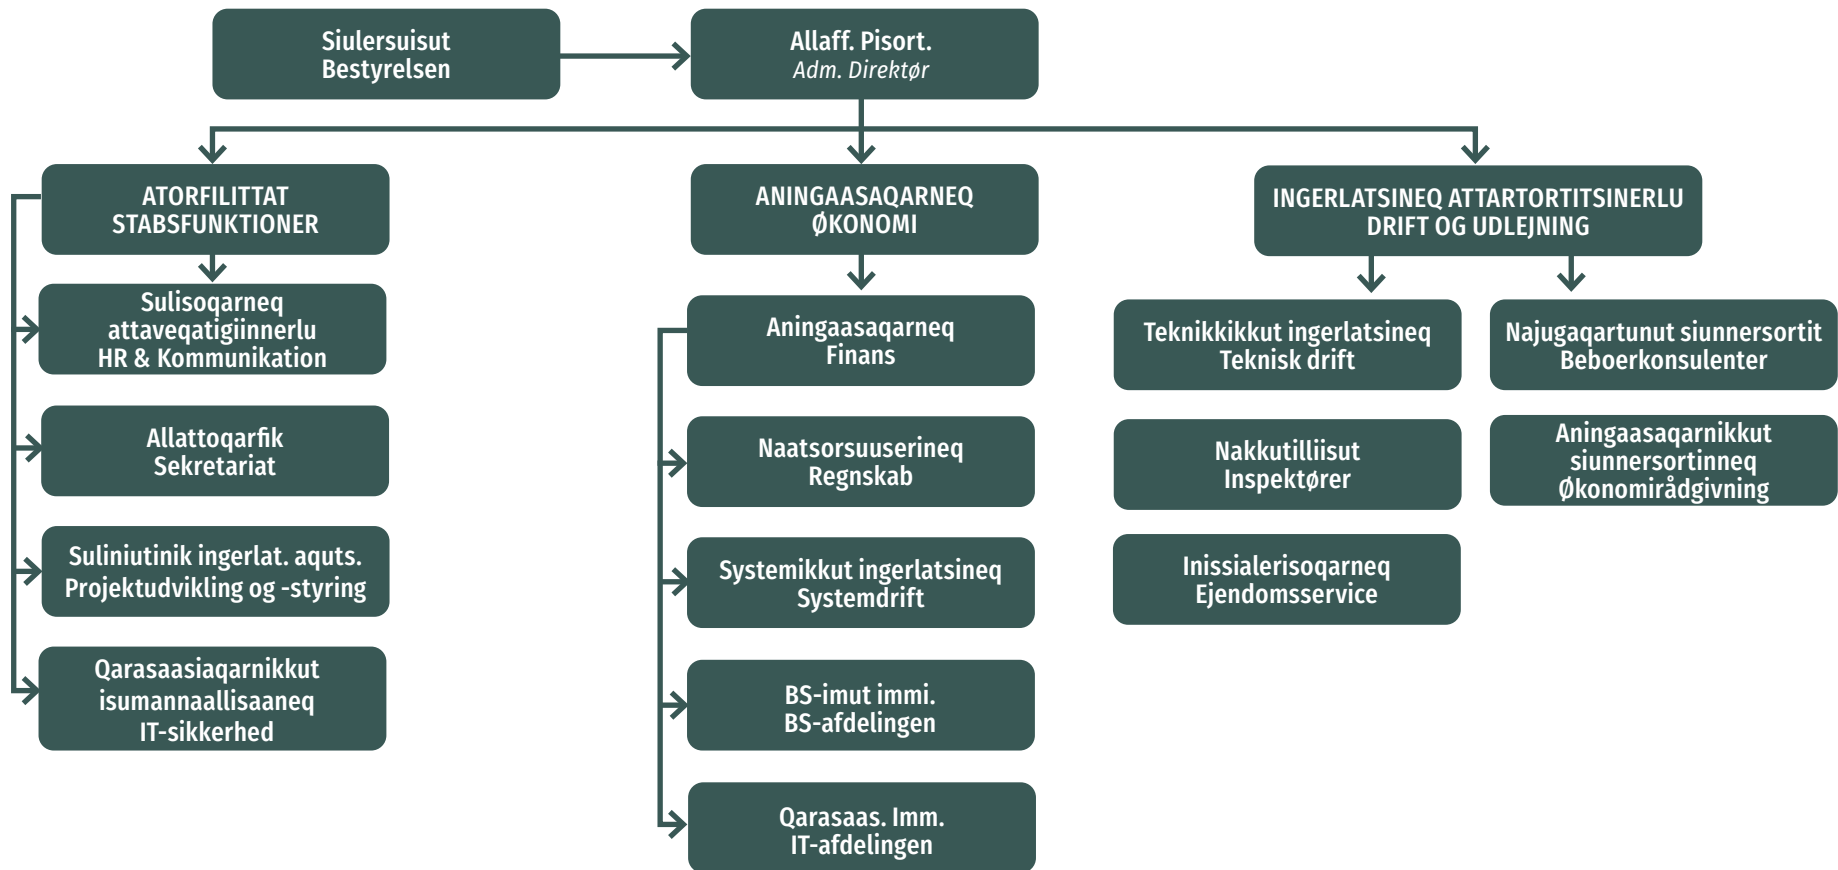 Siulersuisut
Bestyrelsen
Allaff. Pisort.
Adm. Direktør
ATORFILITTAT
STABSFUNKTIONER
Sulisoqarneq
attaveqatigiinnerlu
HR & Kommunikation
Allattoqarfik
Sekretariat
Suliniutinik ingerlat. aquts.
Projektudvikling og -styring
Qarasaasiaqarnikkut
isumannaallisaaneq
IT-sikkerhed
ANINGAASAQARNEQ
ØKONOMI
Aningaasaqarneq
Finans
Naatsorsuuserineq
Regnskab
Systemikkut ingerlatsineq
Systemdrift
BS-imut immi.
BS-afdelingen
Qarasaas. Imm.
IT-afdelingen
INGERLATSINEQ ATTARTORTITSINERLU
DRIFT OG UDLEJNING
Teknikkikkut ingerlatsineq
Teknisk drift
Nakkutilliisut
Inspektører
Inissialerisoqarneq
Ejendomsservice
Najugaqartunut siunnersortit
Beboerkonsulenter
Aningaasaqarnikkut
siunnersortinneq
Økonomirådgivning